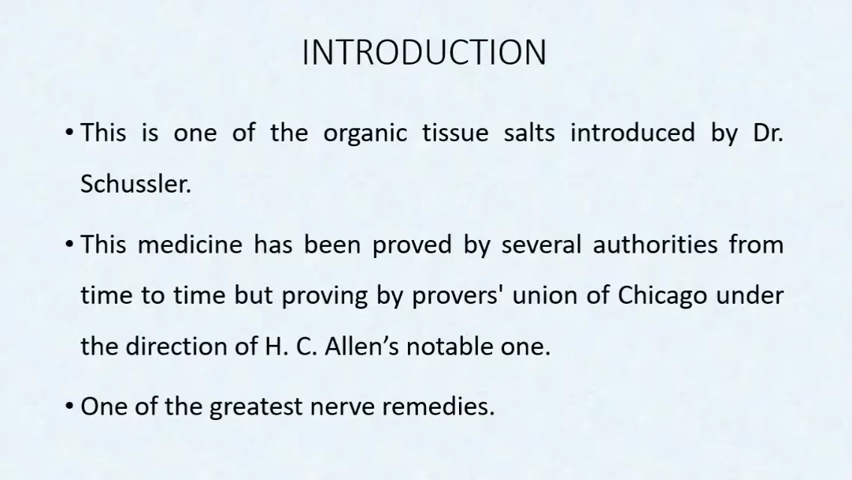 INTRODUCTION
• This is one of the organic tissue salts introduced by Dr.
Schussler.
• This medicine has been proved by several authorities from
time to time but proving by provers' union of Chicago under
the direction of H. C. Allen’s notable one.
• One of the greatest nerve remedies.